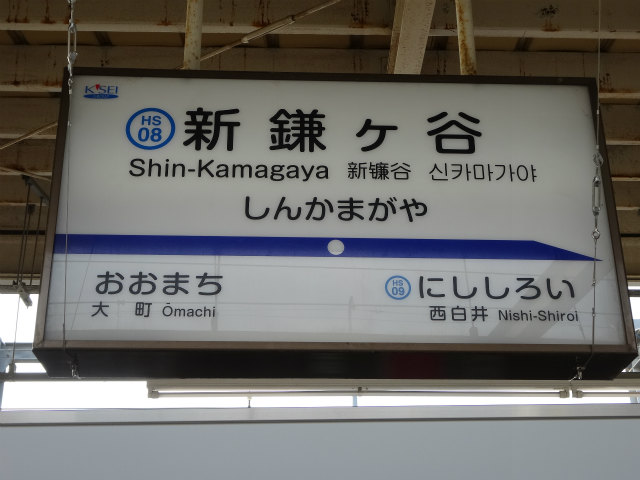 K'SEI
GROUP
HS
08
新鎌ヶ谷
Shin-Kamagaya 新镰谷 신카마가야
しんかまがや
おおまち
大町 Ōmachi
HS
09
にししろい
西白井 Nishi-Shiroi